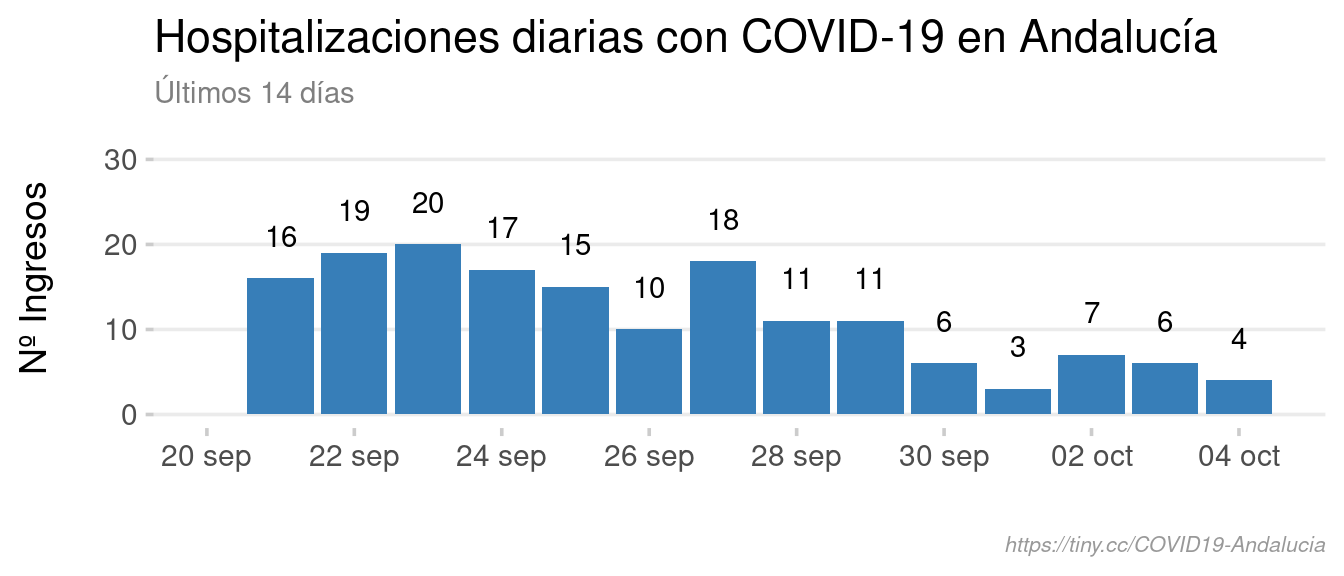 Hospitalizaciones diarias con COVID-19 en Andalucía
Últimos 14 días
Nº Ingresos
30
20
10
0
16
19
20
17
15
10
18
11
11
6
3
7
6
4
20 sep
22 sep
24 sep
26 sep
28 sep
30 sep
02 oct
04 oct
https://tiny.cc/COVID19-Andalucia